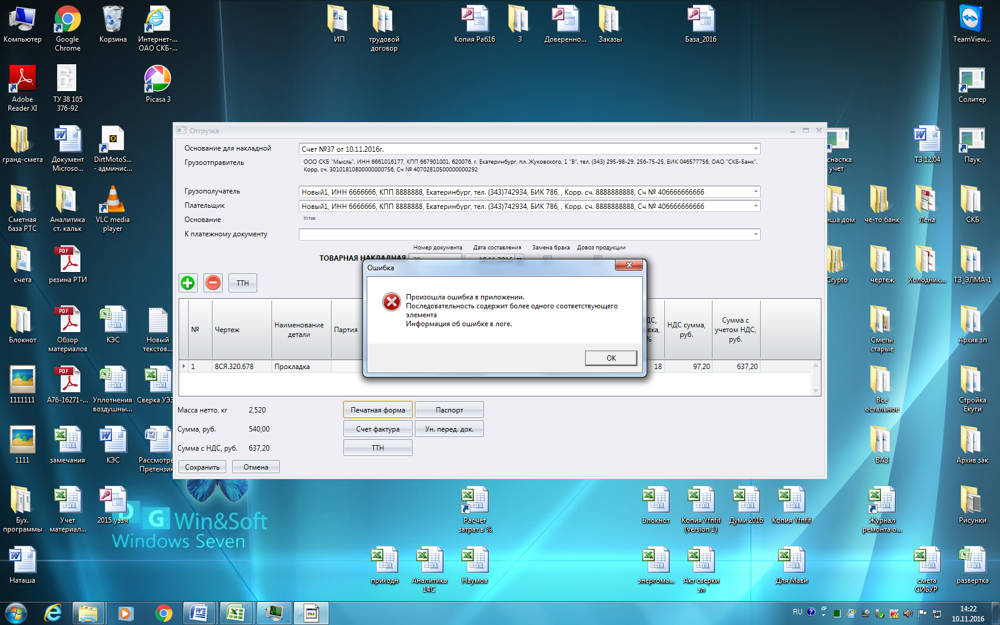 Компьютер
Google
Chrome
Корзина
Интернет-...
ОАО СКБ-...
ИП
трудовой
договор
Копия Ра616
3
Доверенно...
Заказы
База_2016
TeamView...
Adobe
Reader XI
ТУ 38 105
376-92
Picasa 3
Солитер
гранд-смета
Документ
Microso...
DirtMotoS...
- админис...
ТЗ 12.04
Паук
Сметная
база РТС
Аналитика
ст. кальк
VLC media
player
че-то банк
Лена
СКБ
счета
PDF
резина РТИ
Crypto
чертеж
Холодник...
ТЗ_ЭЛМА-1
Блокнот
PDF
Обзор
материалов
КЭС
Новый
текстов...
Сметы
старые
Архив зп
1111111
PDF
А76-16271-...
Уплотнения
воздушны...
Сверка УЭЗ
Все
остальное
Стройка
Екуги
1111
замечания
КЭС
Рассмотре
Претензи
ВАЗ
Архив зак
Отгрузка
Основание для накладной
Счет №37 от 10.11.2016г.
Грузоотправитель
ООО СКБ "Мысль", ИНН 6661016177, КПП 667901001, 620076, г. Екатеринбург, пл. Жуковского, 1 "В", тел. (343) 295-98-29, 256-75-25, БИК 046577756, ОАО "СКБ-Банк",
Корр. сч. 30101810800000000756, Сч № 40702810500000000292
Грузополучатель
Новый1, ИНН 6666666, КПП 8888888, Екатеринбург, тел. (343)742934, БИК 786, , Корр. сч. 8888888888, Сч № 406666666666
Плательщик
Новый1, ИНН 6666666, КПП 8888888, Екатеринбург, тел. (343)742934, БИК 786, , Корр. сч. 8888888888, Сч № 406666666666
Основание
Устав
К платежному документу
Номер документа
Дата составления
Замена брака
Довоз продукции
ТОВАРНАЯ НАКЛАДНАЯ
10.11.2016
ТТН
№
Чертеж
Наименование
детали
Партия
НДС сумма,
руб.
Сумма с
учетом НДС,
руб.
1
8СЯ.320.678
Прокладка
18
97,20
637,20
Ошибка
Произошла ошибка в приложении.
Последовательность содержит более одного соответствующего
элемента
Информация об ошибке в логе.
OK
Масса нетто, кг
2,520
Печатная форма
Паспорт
Сумма, руб.
540,00
Счет фактура
Ун. перед. док.
Сумма с НДС, руб.
637,20
ТТН
Сохранить
Отмена
Бух.
программы
Учет
материал...
2015 уэзч
D G Win&Soft
Windows Seven
Расчет
затрат в %
Блокнот
Копия Yfnfif
(version 1)
Думи 2016
Копия Yfnfif
Журнал
ремонта о...
Рисунки
Наташа
приходн
Аналитика
14С
Наумов
энергома...
Акт сверки
эл
Для Мави
смета
СИБУР
развертка
RU
14:22
10.11.2016